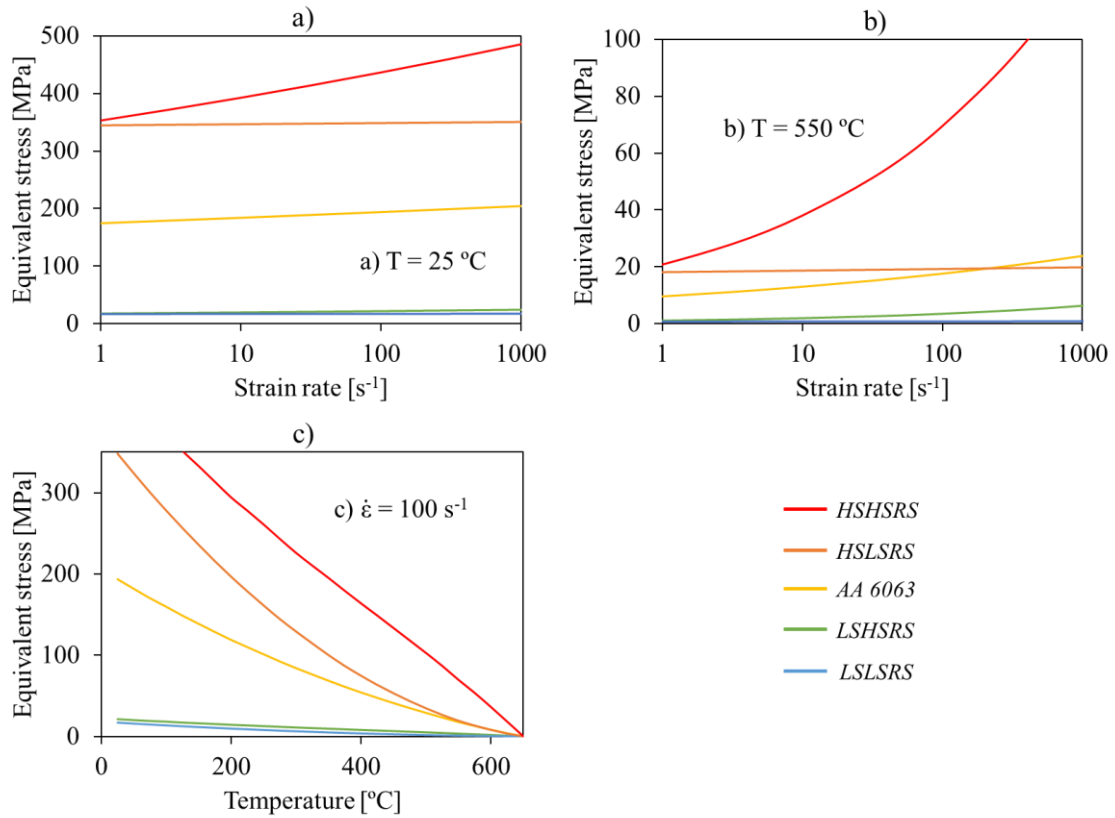 a)
Equivalent stress [MPa]
500
400
300
200
100
0
a) T = 25 ºC
1
10
100
1000
Strain rate [s-1]
b)
Equivalent stress [MPa]
100
80
60
40
20
0
b) T = 550 ºC
1
10
100
1000
Strain rate [s-1]
c)
Equivalent stress [MPa]
300
200
100
0
c) ε̇ = 100 s-1
0
200
400
600
Temperature [ºC]
HSHSRS
HSLSRS
AA 6063
LSHSRS
LSLSRS